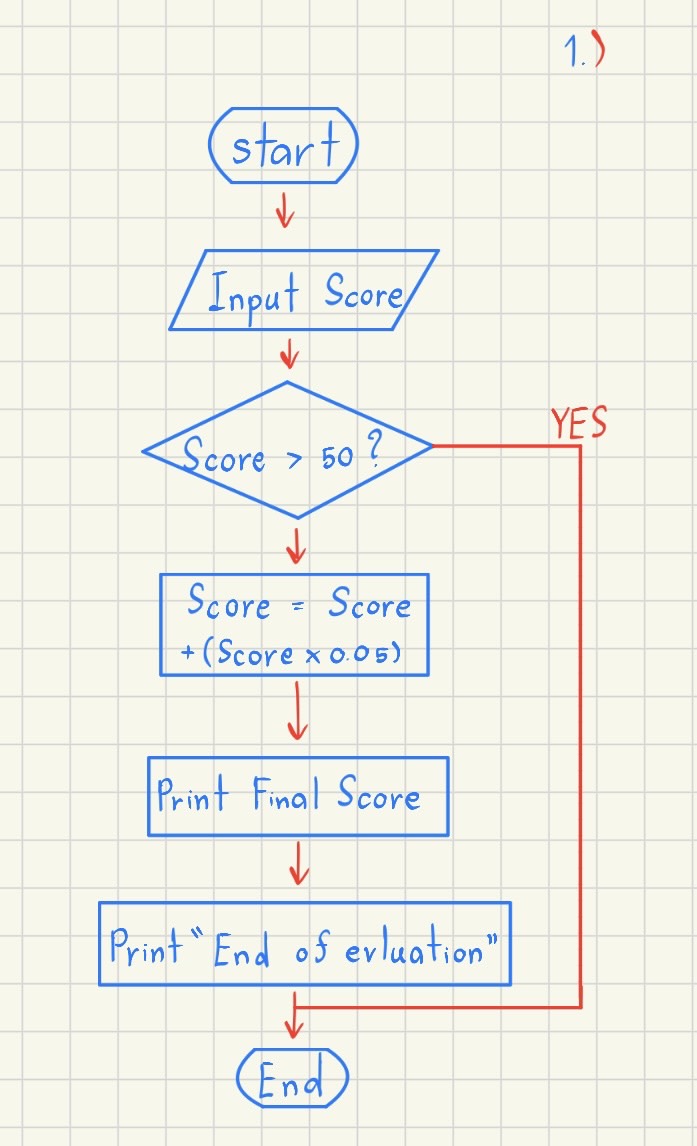 1.)
start
Input Score
Score > 50 ?
YES
Score = Score
+ (Score × 0.05)
Print Final Score
Print “ End of evluation”
End